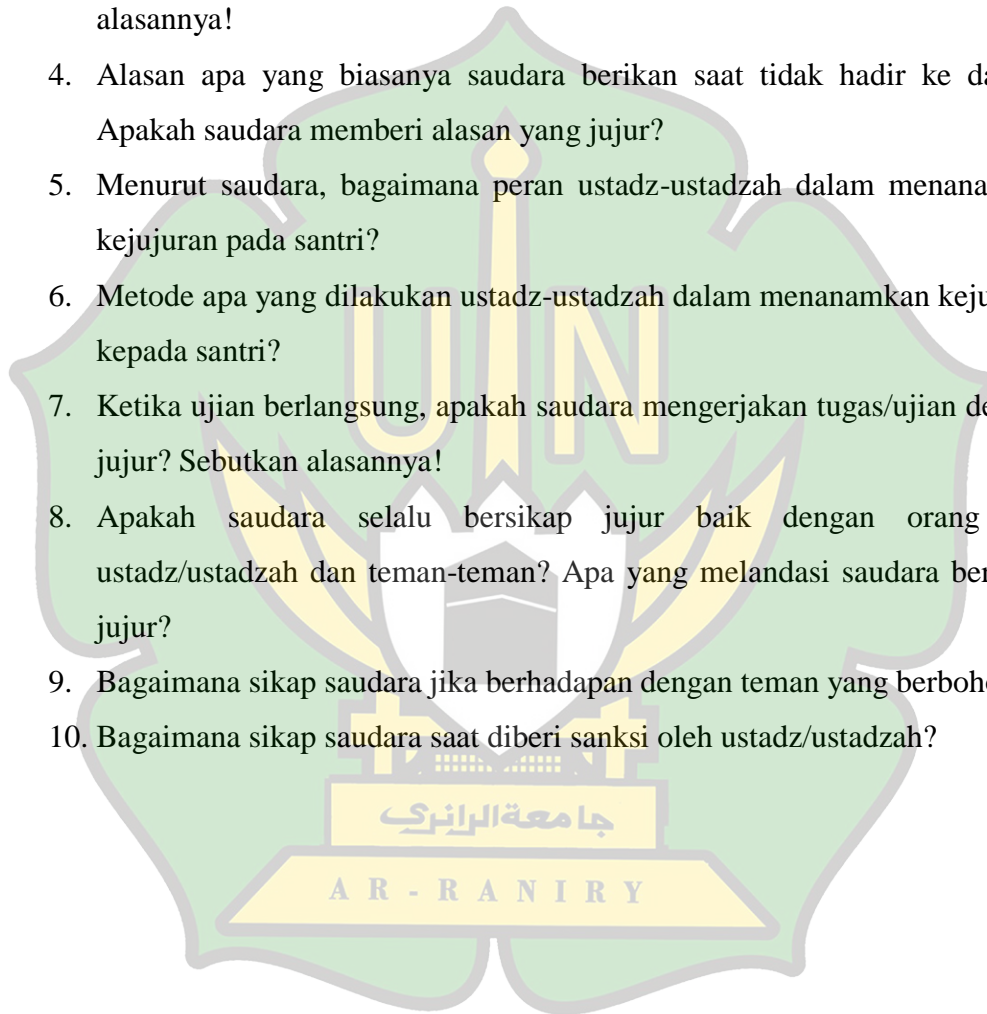 alasannya!
4. Alasan apa yang biasanya saudara berikan saat tidak hadir ke
Apakah saudara memberi alasan yang jujur?
5. Menurut saudara, bagaimana peran ustadz-ustadzah dalam
kejujuran pada santri?
6. Metode apa yang dilakukan ustadz-ustadzah dalam menanamkan
kepada santri?
7. Ketika ujian berlangsung, apakah saudara mengerjakan tugas/ujian
jujur? Sebutkan alasannya!
8. Apakah saudara selalu bersikap jujur baik dengan orang
ustadz/ustadzah dan teman-teman? Apa yang melandasi saudara
jujur?
9. Bagaimana sikap saudara jika berhadapan dengan teman yang
10. Bagaimana sikap saudara saat diberi sanksi oleh ustadz/ustadzah?
UIN
جامعة الرانري
AR-RANIRY